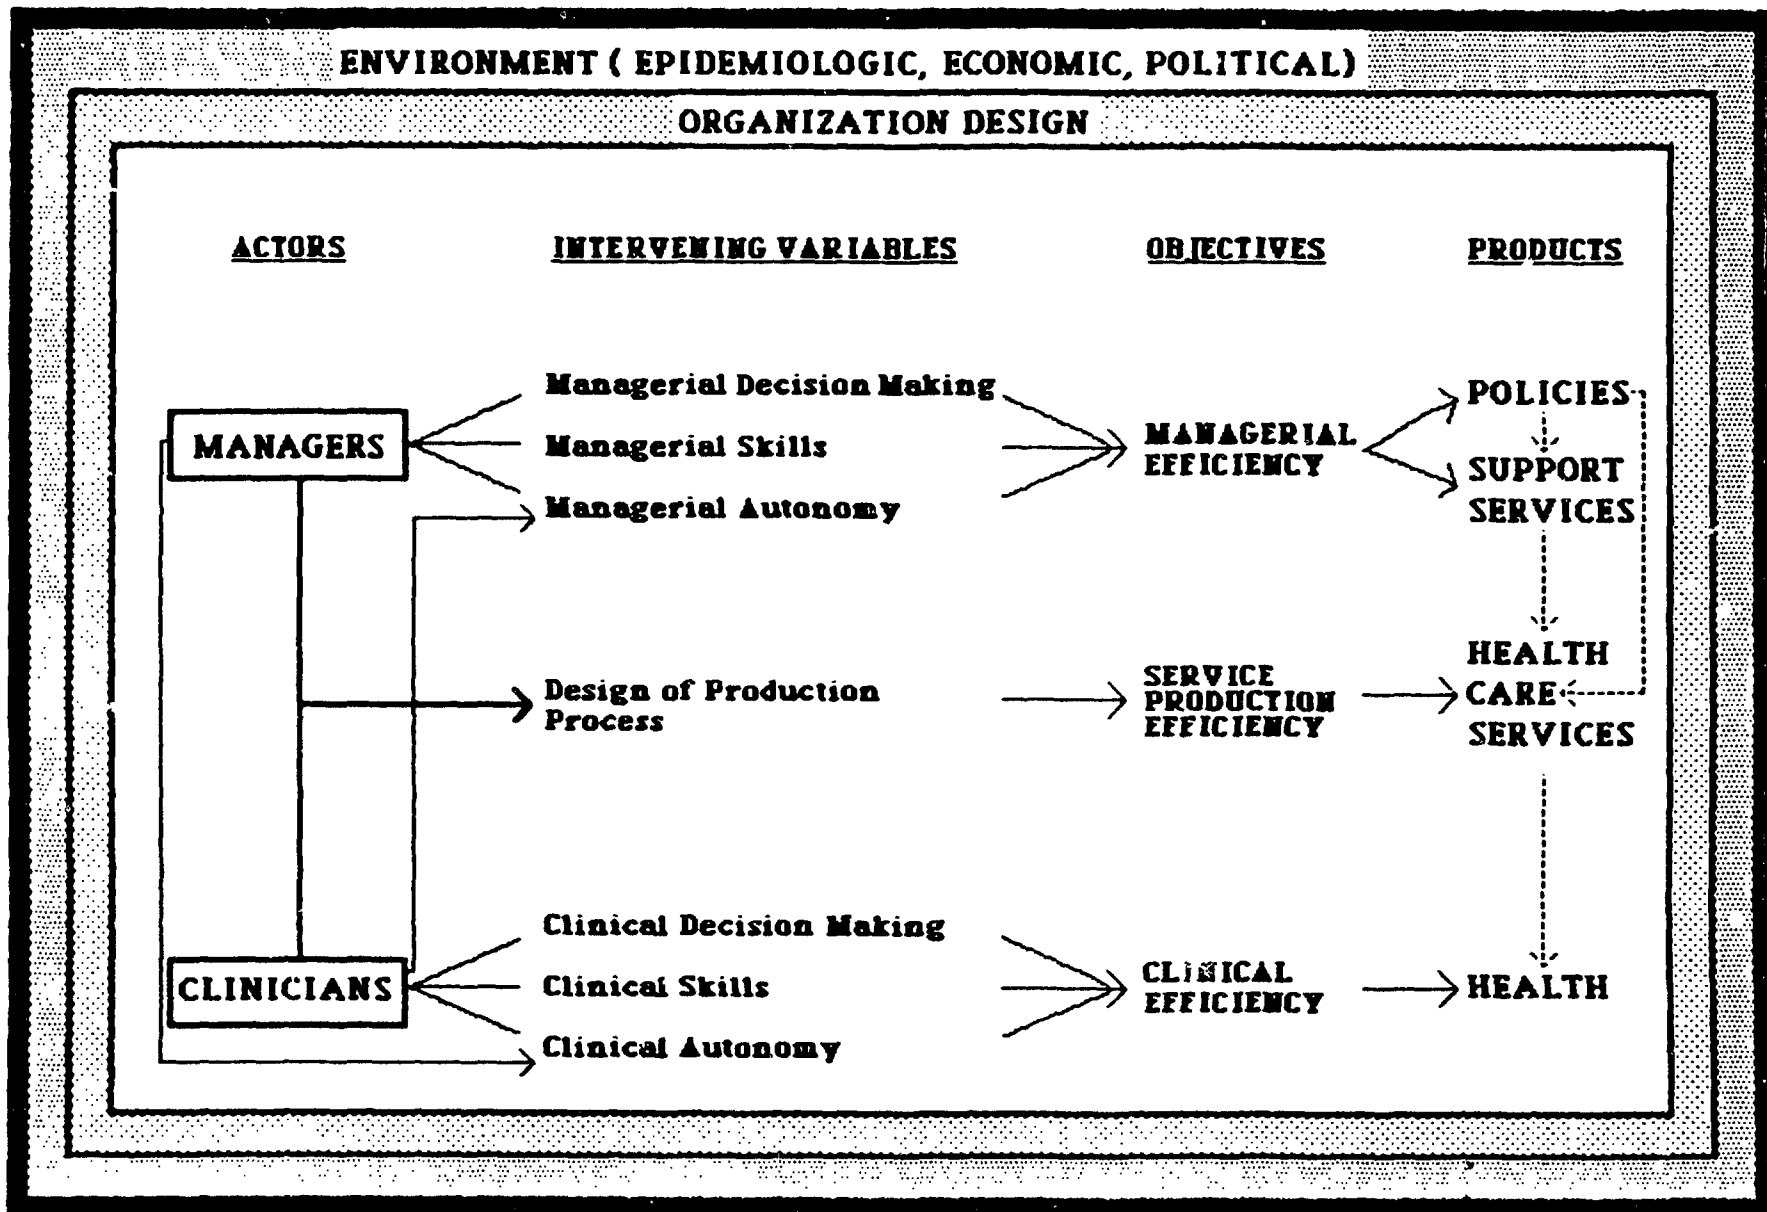 ENVIRONMENT ( EPIDEMIOLOGIC, ECONOMIC, POLITICAL)
ORGANIZATION DESIGN
ACTORS
INTERVENING VARIABLES
OBJECTIVES
PRODUCTS
MANAGERS
Managerial Decision Making
Managerial Skills
Managerial Autonomy
MANAGERIAL
EFFICIENCY
POLICIES
SUPPORT
SERVICES
Design of Production
Process
SERVICE
PRODUCTION
EFFICIENCY
HEALTH
CARE
SERVICES
CLINICIANS
Clinical Decision Making
Clinical Skills
Clinical Autonomy
CLINICAL
EFFICIENCY
HEALTH